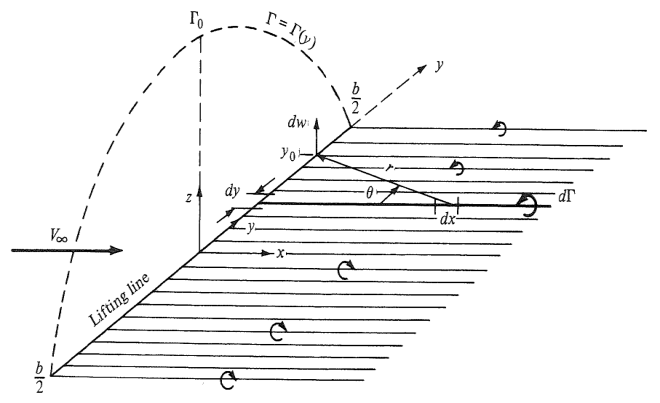 Γ₀
Γ = Γ(y)
y
b/2
dw
y₀
r
dy
z
θ
dΓ
dx
y
V∞
x
Lifting line
b/2